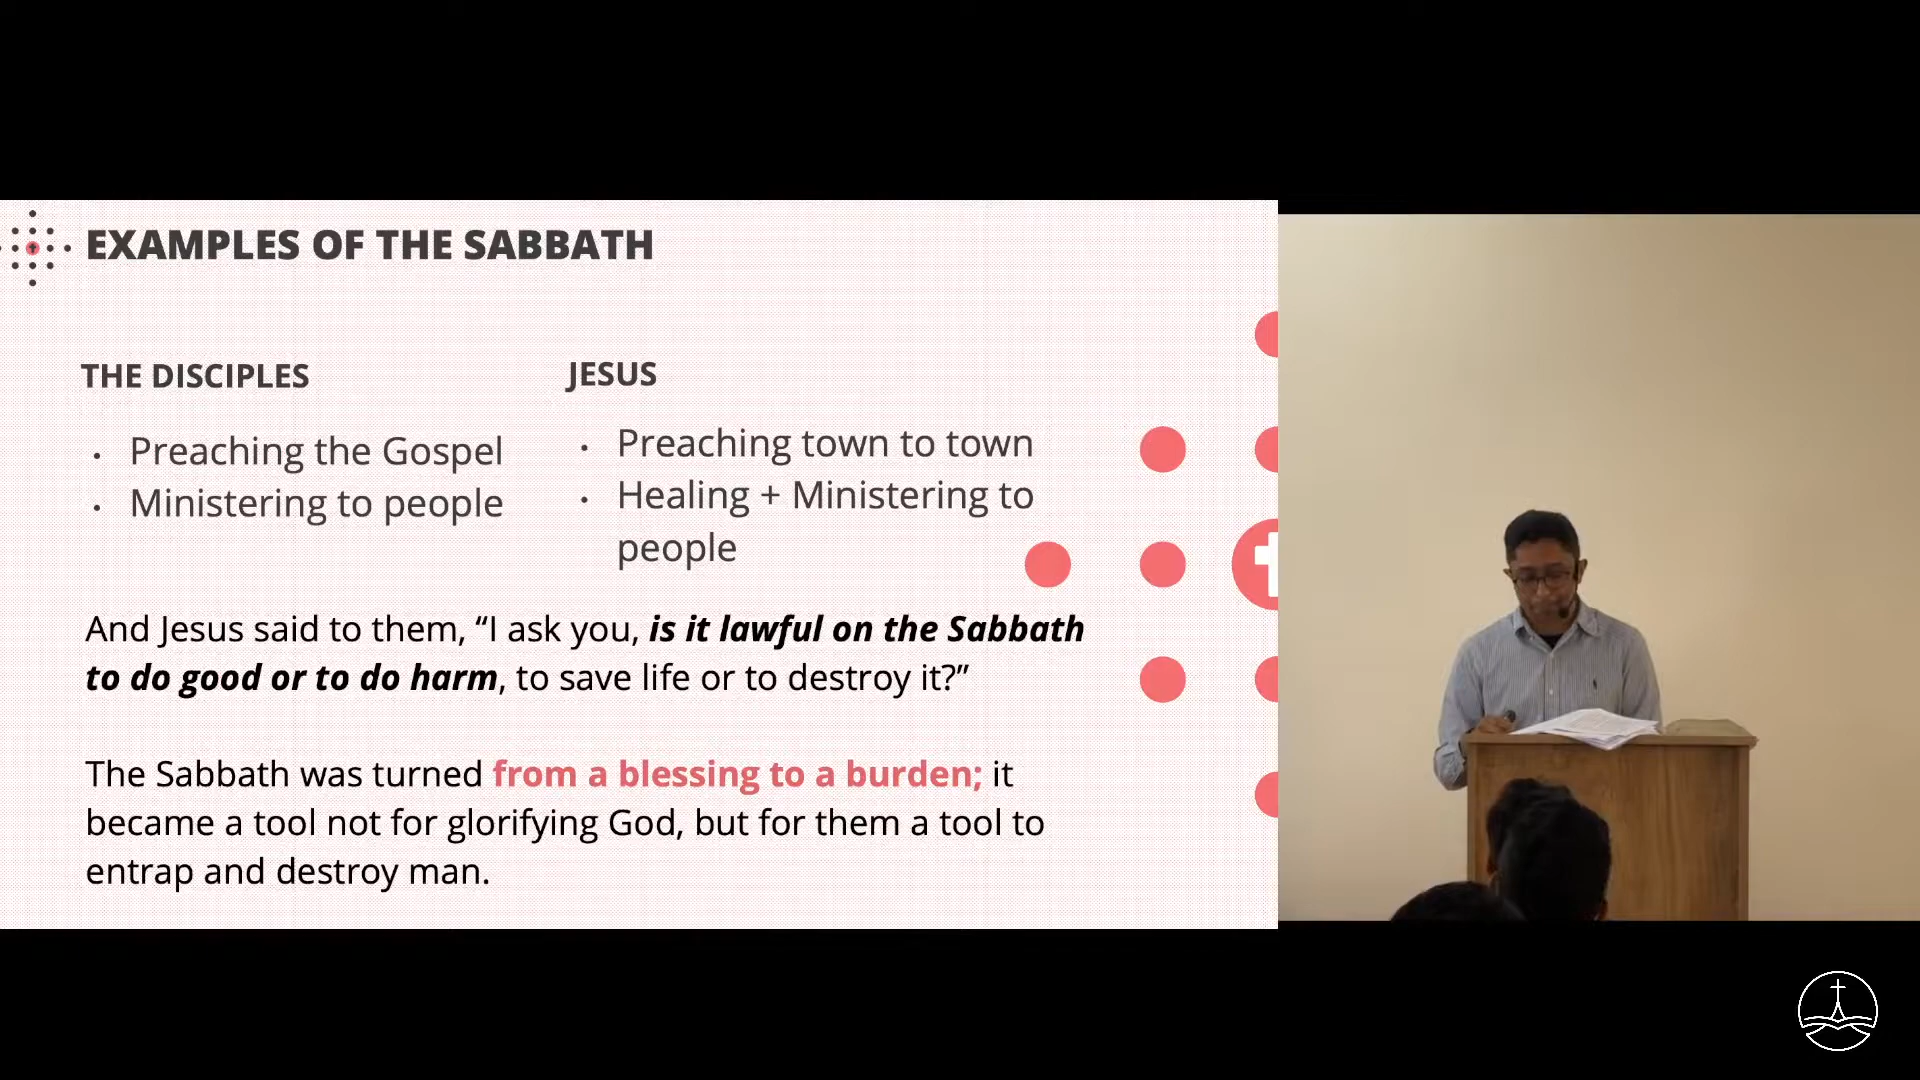 EXAMPLES OF THE SABBATH
THE DISCIPLES
• Preaching the Gospel
• Ministering to people
JESUS
• Preaching town to town
• Healing + Ministering to
people
And Jesus said to them, “I ask you, is it lawful on the Sabbath
to do good or to do harm, to save life or to destroy it?”
The Sabbath was turned from a blessing to a burden; it
became a tool not for glorifying God, but for them a tool to
entrap and destroy man.